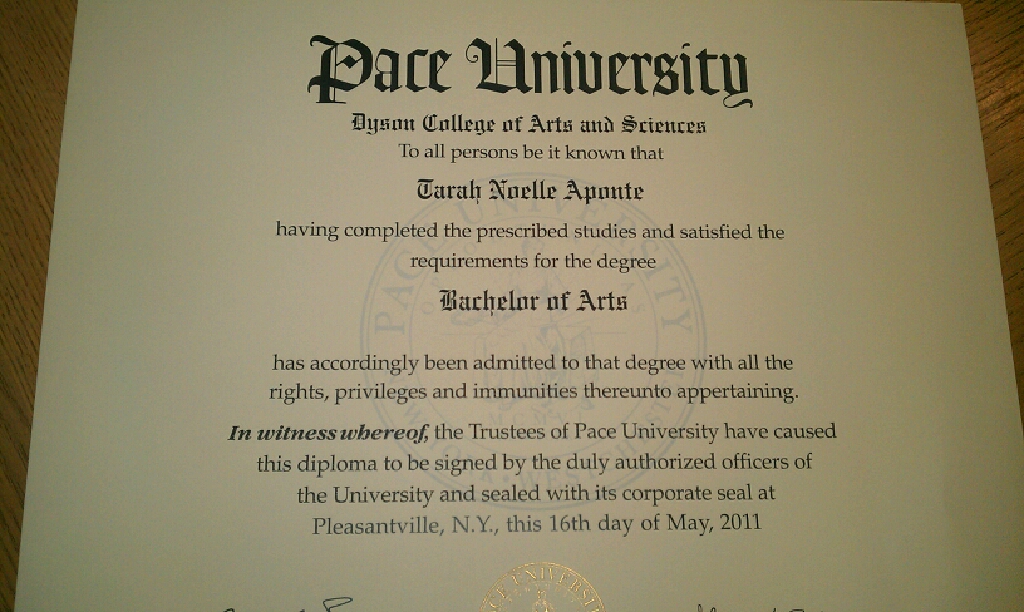 Pace University
Dyson College of Arts and Sciences
To all persons be it known that
Tarah Noelle Aponte
having completed the prescribed studies and satisfied the
requirements for the degree
Bachelor of Arts
has accordingly been admitted to that degree with all the
rights, privileges and immunities thereunto appertaining.
In witness whereof, the Trustees of Pace University have caused
this diploma to be signed by the duly authorized officers of
the University and sealed with its corporate seal at
Pleasantville, N.Y., this 16th day of May, 2011
PACE UNIVERSITY